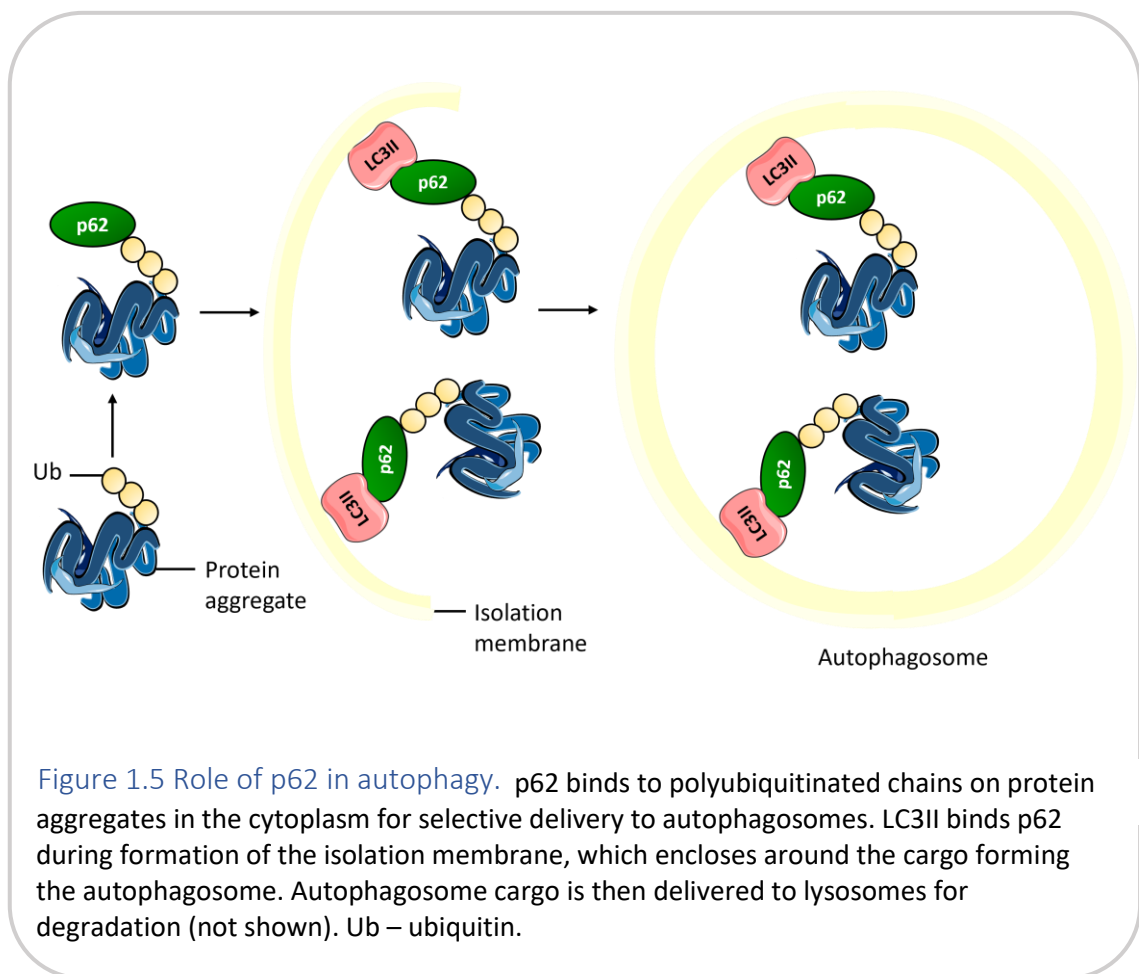 LC3II
p62
LC3II
p62
p62
p62
LC3II
p62
LC3II
Ub
Protein
aggregate
Isolation
membrane
Autophagosome
Figure 1.5 Role of p62 in autophagy. p62 binds to polyubiquitinated chains on protein
aggregates in the cytoplasm for selective delivery to autophagosomes. LC3II binds p62
during formation of the isolation membrane, which encloses around the cargo forming
the autophagosome. Autophagosome cargo is then delivered to lysosomes for
degradation (not shown). Ub – ubiquitin.